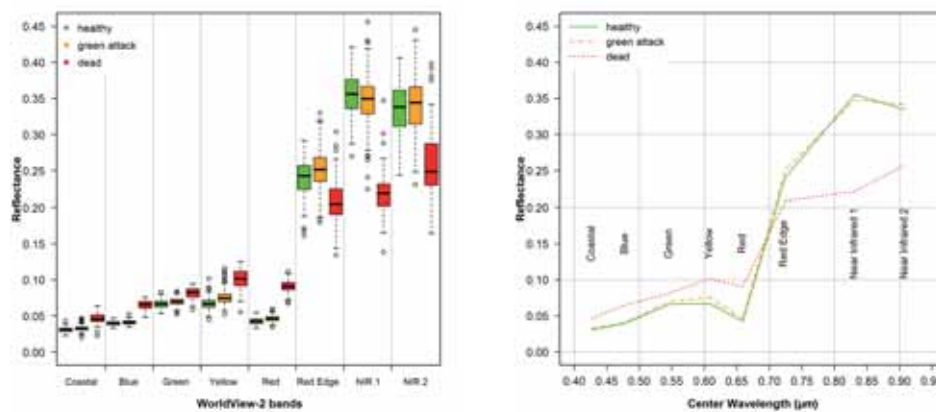 healthy
green attack
dead
Reflectance
0.45
0.40
0.35
0.30
0.25
0.20
0.15
0.10
0.05
0.00
Coastal Blue Green Yellow Red Red Edge NIR 1 NIR 2
WorldView-2 bands
healthy
green attack
dead
Reflectance
0.45
0.40
0.35
0.30
0.25
0.20
0.15
0.10
0.05
0.00
Coastal
Blue
Green
Yellow
Red
Red Edge
Near Infrared 1
Near Infrared 2
0.40 0.45 0.50 0.55 0.60 0.65 0.70 0.75 0.80 0.85 0.90 0.95
Center Wavelength (µm)